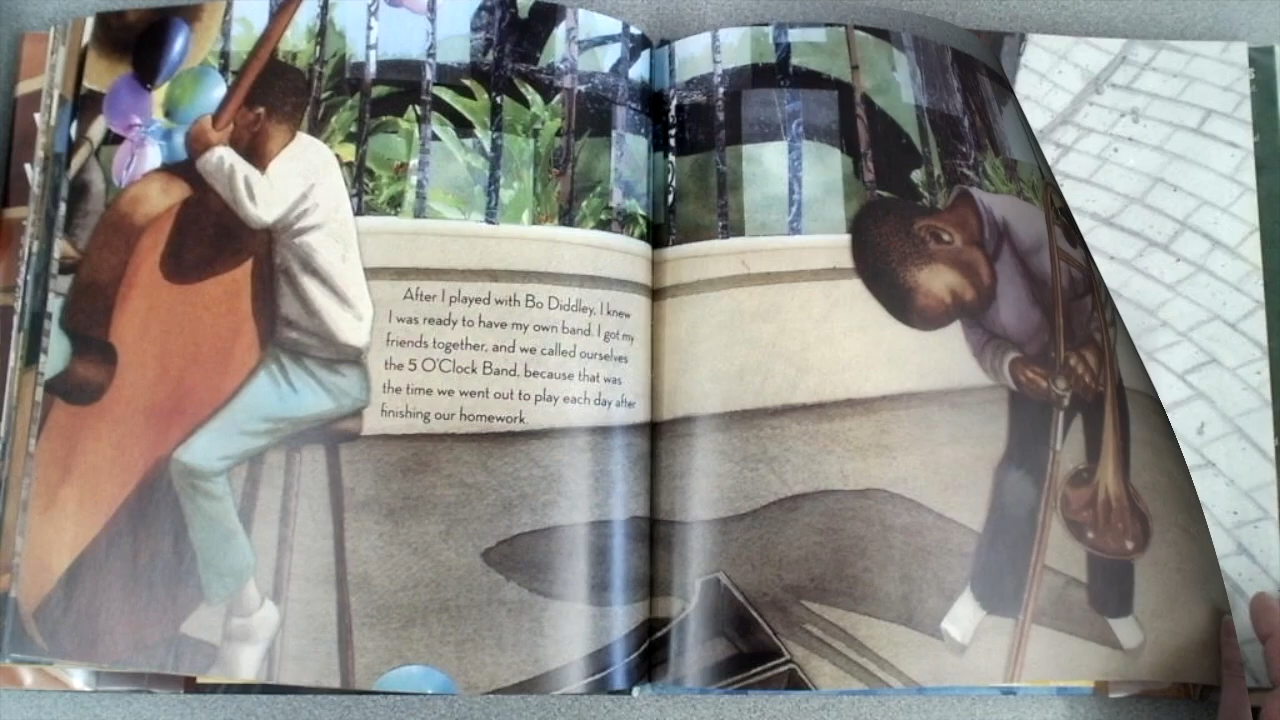 After I played with Bo Diddley, I knew
I was ready to have my own band. I got my
friends together, and we called ourselves
the 5 O'Clock Band, because that was
the time we went out to play each day after
finishing our homework.